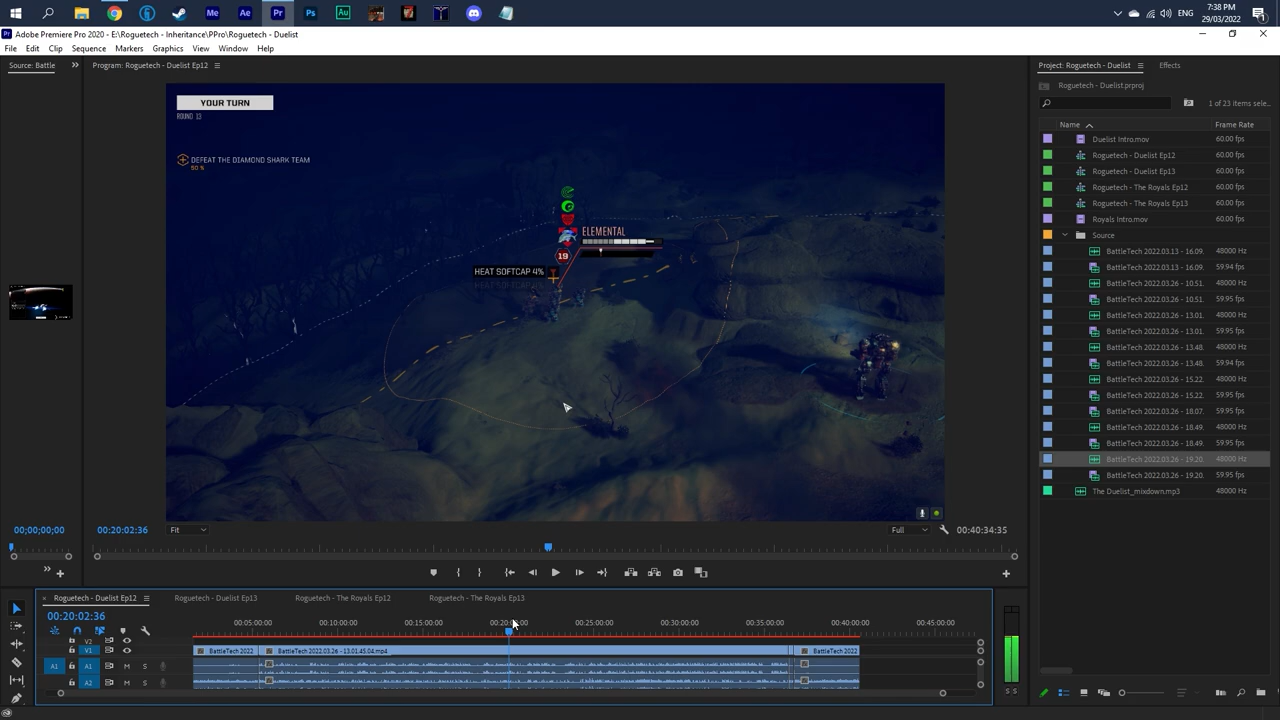 Me Ae Pr Ps Au
ENG
7:38 PM
29/03/2022
Adobe Premiere Pro 2020 - E:\Roguetech - Inheritance\PPro\Roguetech - Duelist
File Edit Clip Sequence Markers Graphics View Window Help
Source: Battle
Program: Roguetech - Duelist Ep12
Project: Roguetech - Duelist
Effects
Roguetech - Duelist.prproj
1 of 23 items sele...
Name Frame Rate
Duelist Intro.mov 60.00 fps
Roguetech - Duelist Ep12 60.00 fps
Roguetech - Duelist Ep13 60.00 fps
Roguetech - The Royals Ep12 60.00 fps
Roguetech - The Royals Ep13 60.00 fps
Royals Intro.mov 60.00 fps
Source
BattleTech 2022.03.13 - 16.09. 48000 Hz
BattleTech 2022.03.13 - 16.09. 59.94 fps
BattleTech 2022.03.26 - 10.51. 48000 Hz
BattleTech 2022.03.26 - 10.51. 59.95 fps
BattleTech 2022.03.26 - 13.01. 48000 Hz
BattleTech 2022.03.26 - 13.01. 59.95 fps
BattleTech 2022.03.26 - 13.48. 48000 Hz
BattleTech 2022.03.26 - 13.48. 59.94 fps
BattleTech 2022.03.26 - 15.22. 48000 Hz
BattleTech 2022.03.26 - 15.22. 59.95 fps
BattleTech 2022.03.26 - 18.07. 59.95 fps
BattleTech 2022.03.26 - 18.49. 48000 Hz
BattleTech 2022.03.26 - 18.49. 59.95 fps
BattleTech 2022.03.26 - 19.20. 48000 Hz
BattleTech 2022.03.26 - 19.20. 59.95 fps
The Duelist_mixdown.mp3 48000 Hz
YOUR TURN
ROUND 13
DEFEAT THE DIAMOND SHARK TEAM
50 %
ELEMENTAL
19
HEAT SOFTCAP 4%
00;00;00;00
00:20:02:36
Fit
Full
00:40:34:35
Roguetech - Duelist Ep12
Roguetech - Duelist Ep13
Roguetech - The Royals Ep12
Roguetech - The Royals Ep13
00:20:02:36
00:05:00:00 00:10:00:00 00:15:00:00 00:20:00:00 00:25:00:00 00:30:00:00 00:35:00:00 00:40:00:00 00:45:00:00
V2
V1
BattleTech 2022
BattleTech 2022.03.26 - 13.01.45.04.mp4
BattleTech 2022
A1 A1 M S
A2 M S
S S